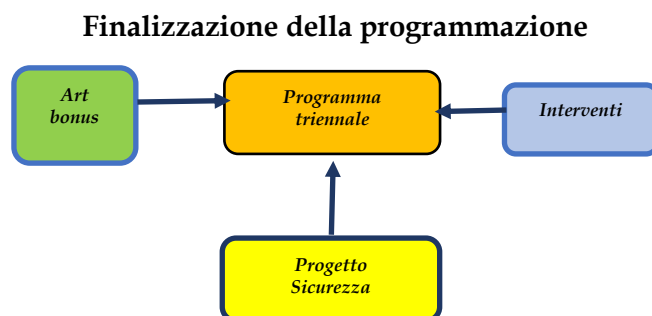 Finalizzazione della programmazione
Art
bonus
Programma
triennale
Interventi
Progetto
Sicurezza